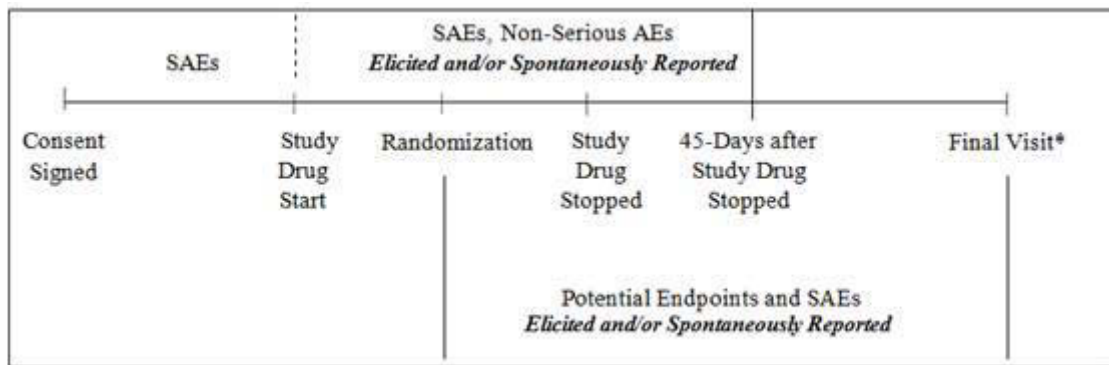 SAEs, Non-Serious AEs
SAEs
Elicited and/or Spontaneously Reported
Consent
Signed
Study
Drug
Start
Randomization
Study
Drug
Stopped
45-Days after
Study Drug
Stopped
Final Visit*
Potential Endpoints and SAEs
Elicited and/or Spontaneously Reported